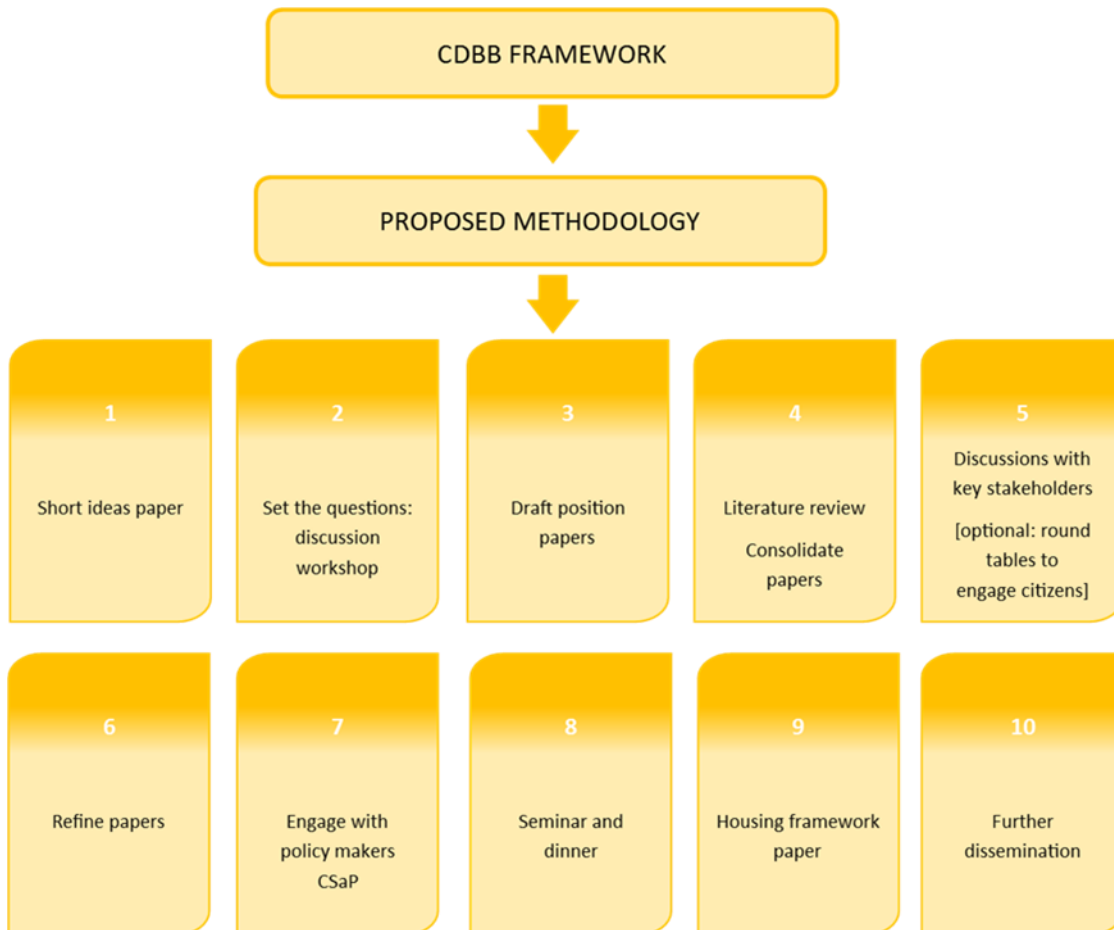 CDBB FRAMEWORK
PROPOSED METHODOLOGY
1
Short ideas paper
2
Set the questions:
discussion
workshop
3
Draft position
papers
4
Literature review
Consolidate
papers
5
Discussions with
key stakeholders
[optional: round
tables to
engage citizens]
6
Refine papers
7
Engage with
policy makers
CSaP
8
Seminar and
dinner
9
Housing framework
paper
10
Further
dissemination